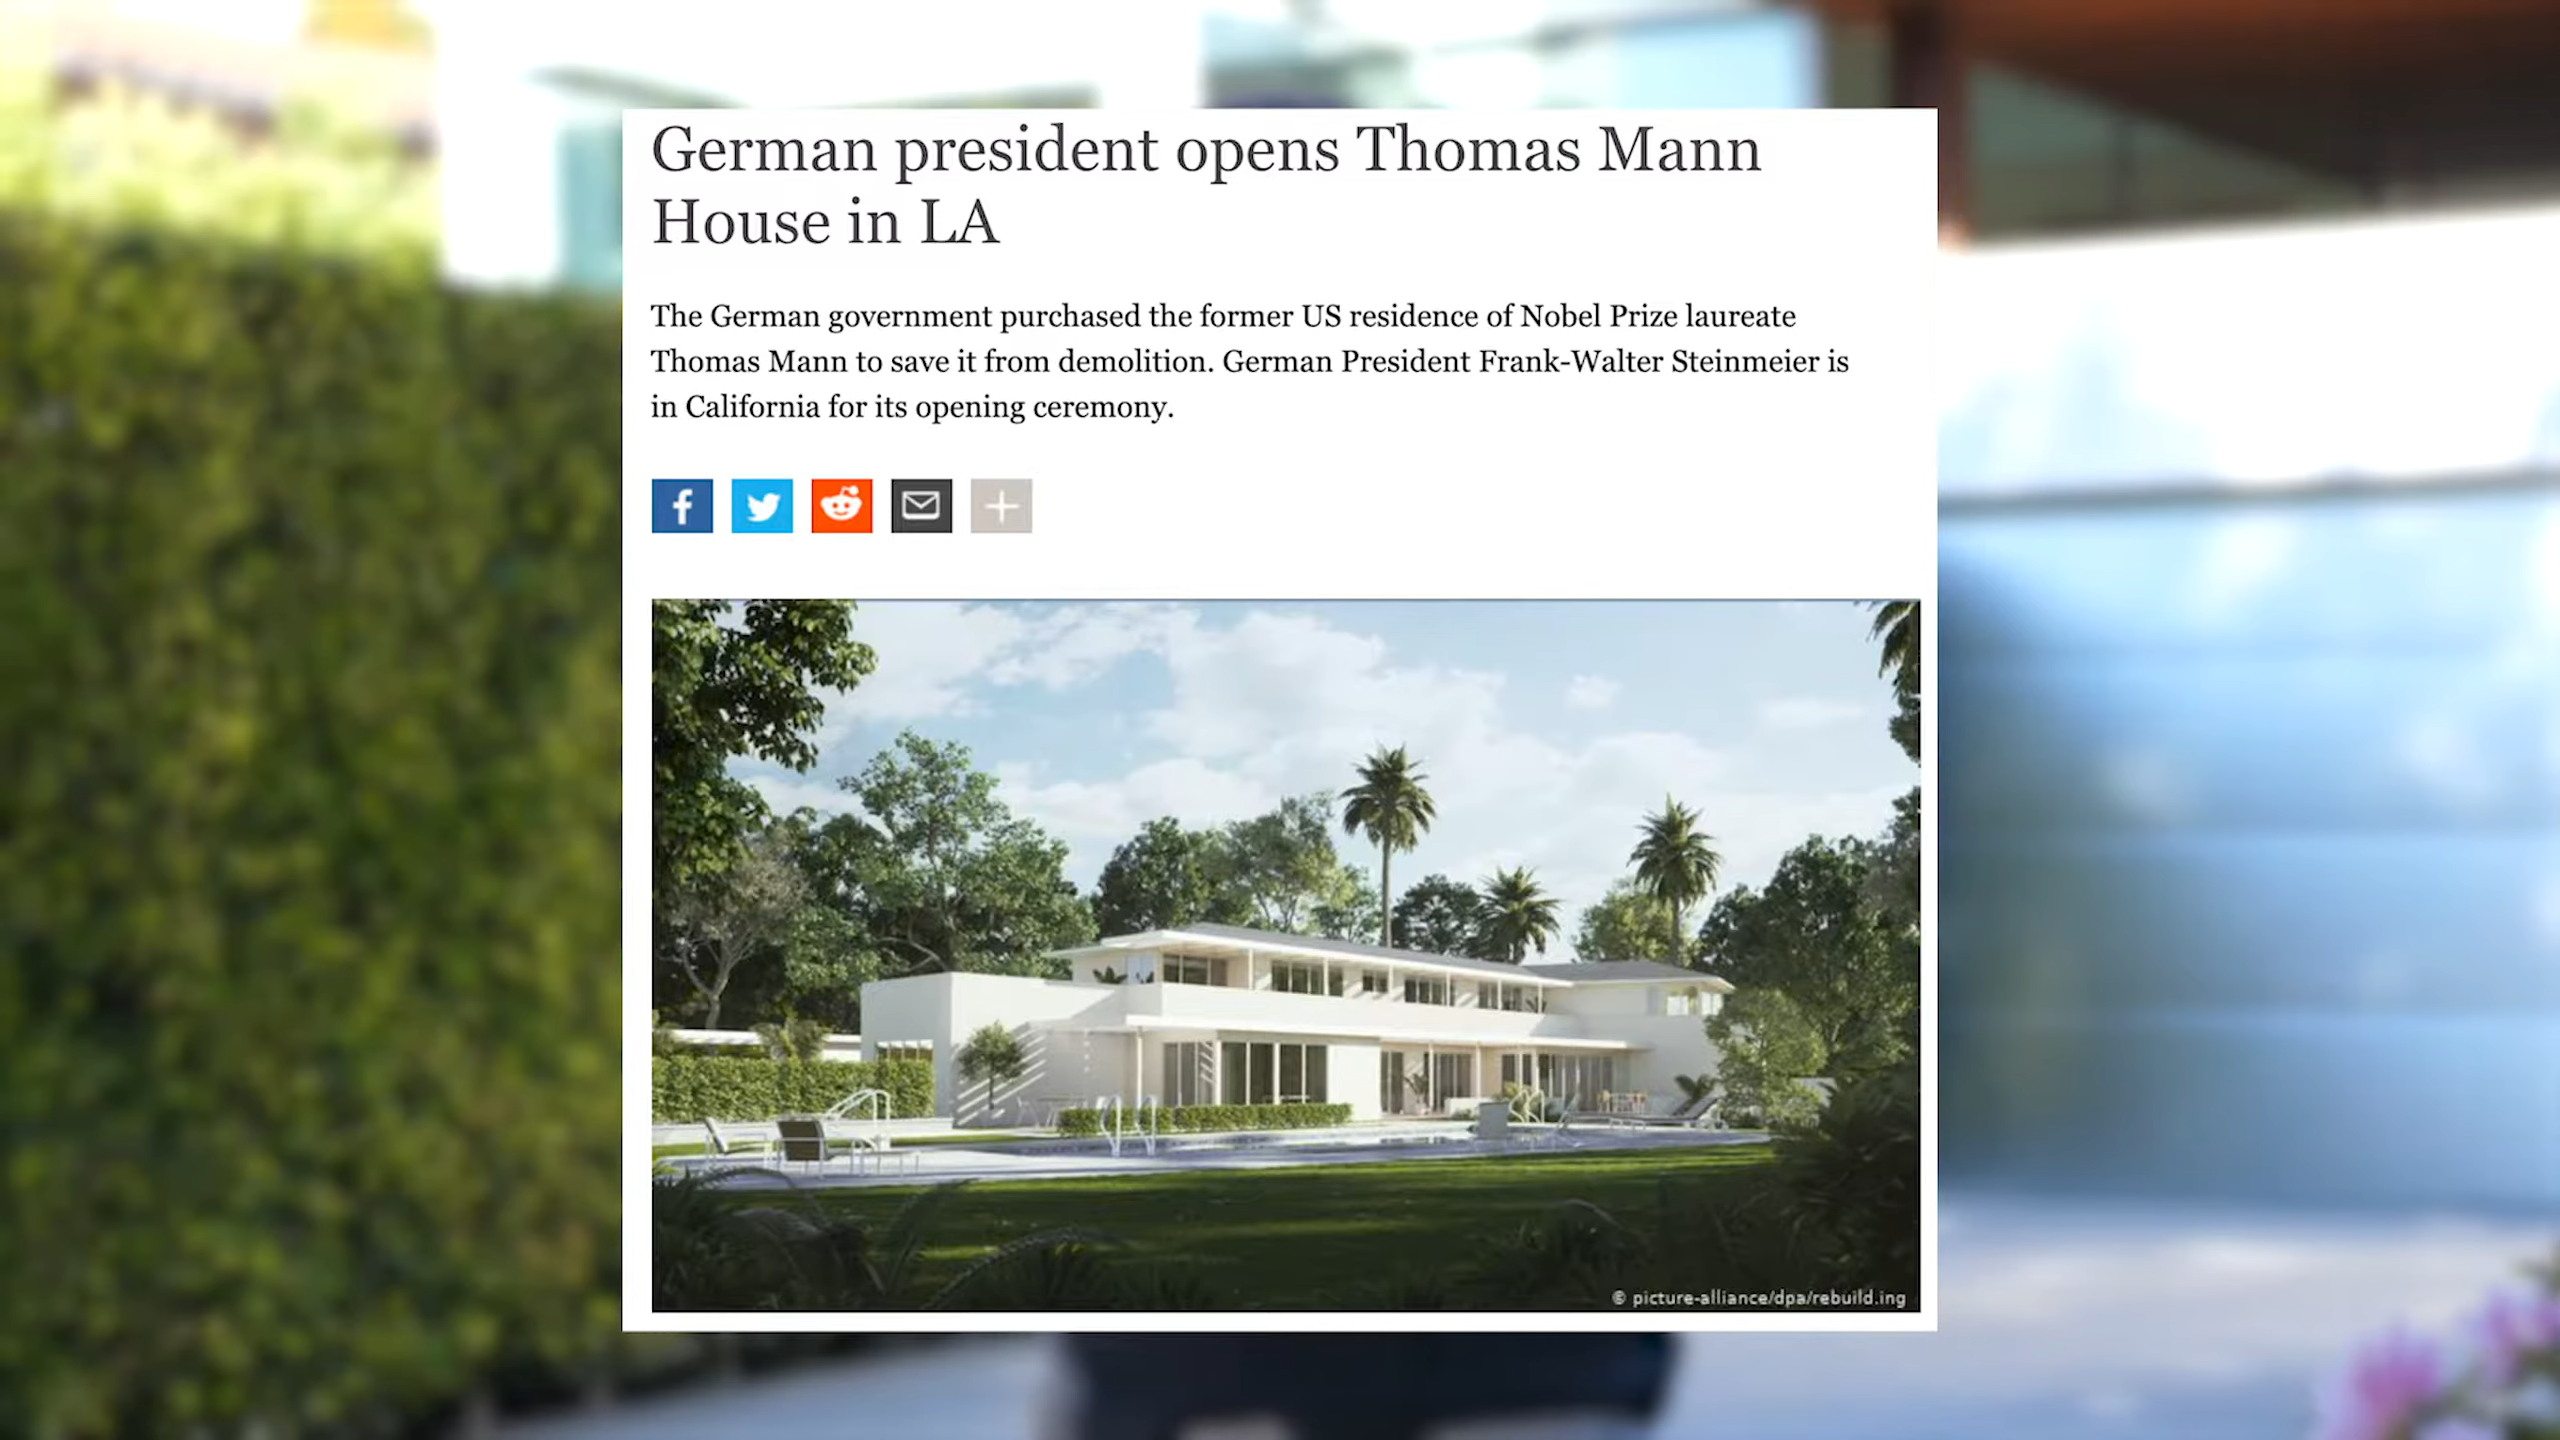 German president opens Thomas Mann
House in LA
The German government purchased the former US residence of Nobel Prize laureate
Thomas Mann to save it from demolition. German President Frank-Walter Steinmeier is
in California for its opening ceremony.
© picture-alliance/dpa/rebuild.ing